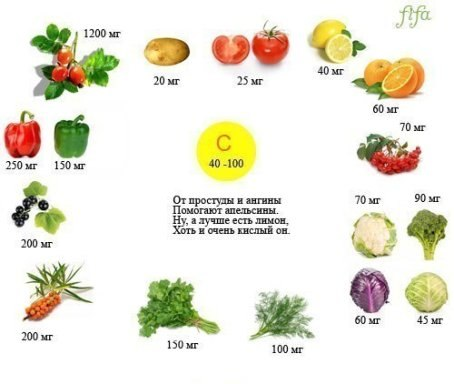 flfa
1200 мг
20 мг
25 мг
40 мг
60 мг
250 мг
150 мг
С
40 -100
70 мг
200 мг
От простуды и ангины
Помогают апельсины.
Ну, а лучше есть лимон,
Хоть и очень кислый он.
70 мг
90 мг
60 мг
45 мг
200 мг
150 мг
100 мг